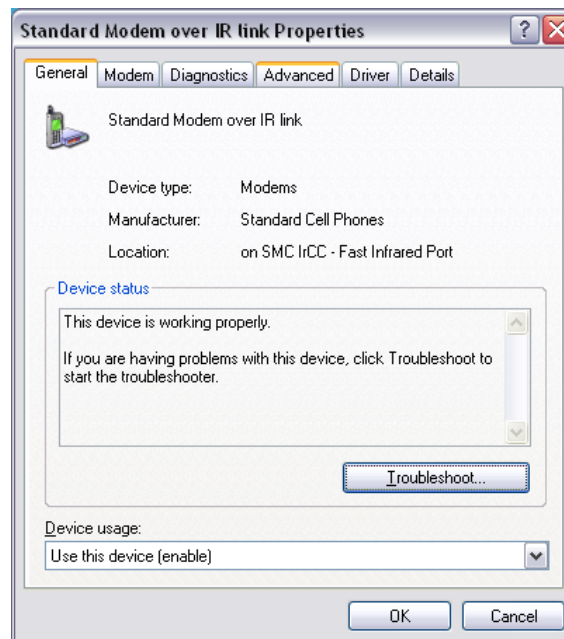 Standard Modem over IR link Properties
General Modem Diagnostics Advanced Driver Details
Standard Modem over IR link
Device type: Modems
Manufacturer: Standard Cell Phones
Location: on SMC IrCC - Fast Infrared Port
Device status
This device is working properly.
If you are having problems with this device, click Troubleshoot to
start the troubleshooter.
Troubleshoot...
Device usage:
Use this device (enable)
OK Cancel